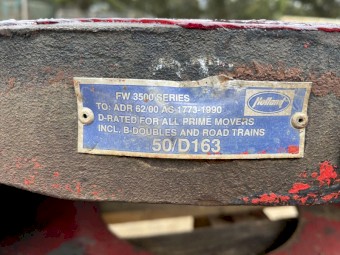 FW 3500 SERIES
Holland
TO: ADR 62/00 AS 1773-1990
D-RATED FOR ALL PRIME MOVERS
INCL. B-DOUBLES AND ROAD TRAINS
50/D163